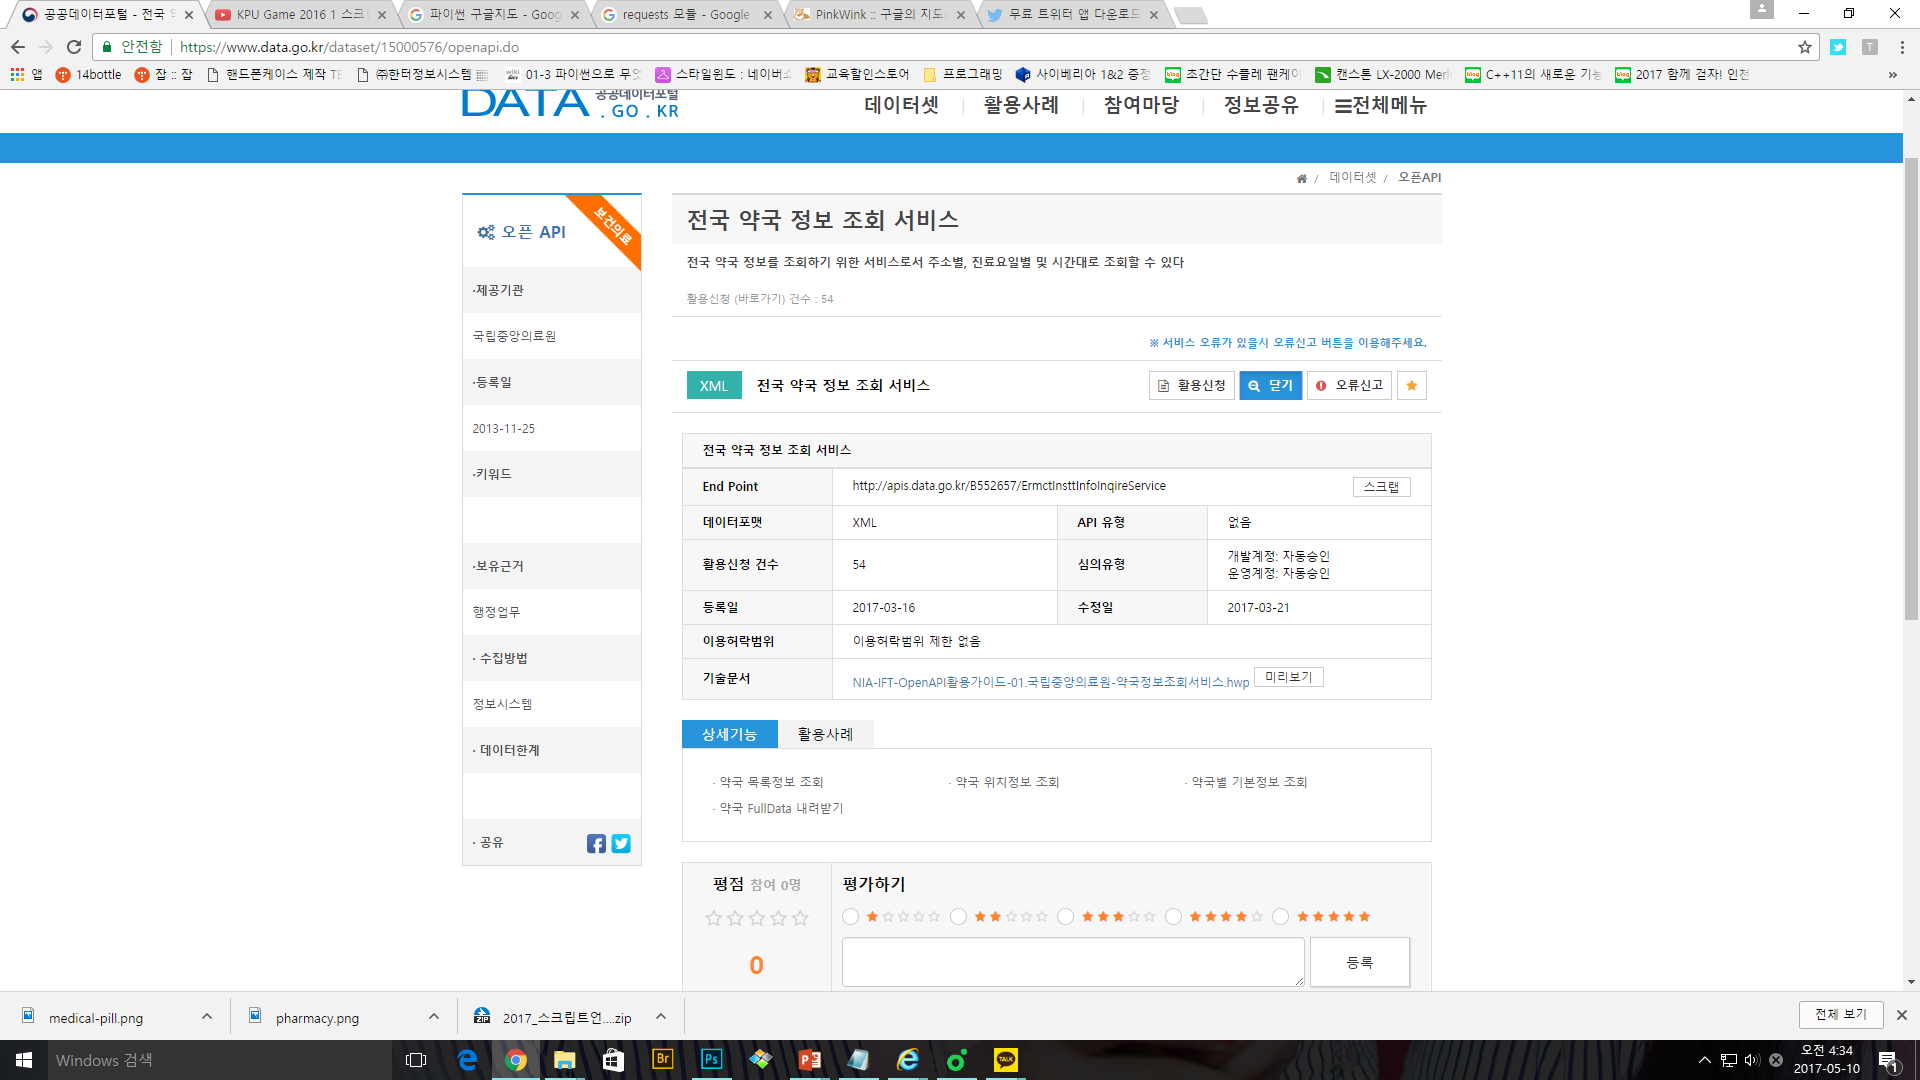 공공데이터포털 - 전국 약
KPU Game 2016 1 스크
파이썬 구글지도 - Goog
requests 모듈 - Google
PinkWink :: 구글의 지도
무료 트위터 앱 다운로드
안전함 https://www.data.go.kr/dataset/15000576/openapi.do
앱 14bottle 잡 :: 잡 핸드폰케이스 제작 TE ㈜한터정보시스템 01-3 파이썬으로 무엇 스타일윈드 : 네이버쇼 교육할인스토어 프로그래밍 사이베리아 1&2 증정 초간단 수플레 팬케이 캔스톤 LX-2000 Merl C++11의 새로운 기능 2017 함께 걷자! 인천 »
DATA 공공데이터포털
. GO . KR
데이터셋 활용사례 참여마당 정보공유 전체메뉴
/ 데이터셋 / 오픈API
오픈 API
보건의료
·제공기관
국립중앙의료원
·등록일
2013-11-25
·키워드
·보유근거
행정업무
· 수집방법
정보시스템
· 데이터한계
· 공유
전국 약국 정보 조회 서비스
전국 약국 정보를 조회하기 위한 서비스로서 주소별, 진료요일별 및 시간대로 조회할 수 있다
활용신청 (바로가기) 건수 : 54
※ 서비스 오류가 있을시 오류신고 버튼을 이용해주세요.
XML 전국 약국 정보 조회 서비스 활용신청 닫기 오류신고
전국 약국 정보 조회 서비스
End Point http://apis.data.go.kr/B552657/ErmctInsttInfoInqireService 스크랩
데이터포맷 XML API 유형 없음
활용신청 건수 54 심의유형 개발계정: 자동승인
운영계정: 자동승인
등록일 2017-03-16 수정일 2017-03-21
이용허락범위 이용허락범위 제한 없음
기술문서 NIA-IFT-OpenAPI활용가이드-01.국립중앙의료원-약국정보조회서비스.hwp 미리보기
상세기능 활용사례
· 약국 목록정보 조회 · 약국 위치정보 조회 · 약국별 기본정보 조회
· 약국 FullData 내려받기
평점 참여 0명
0
평가하기
등록
medical-pill.png
pharmacy.png
2017_스크립트언....zip
전체 보기
Windows 검색
오전 4:34
2017-05-10